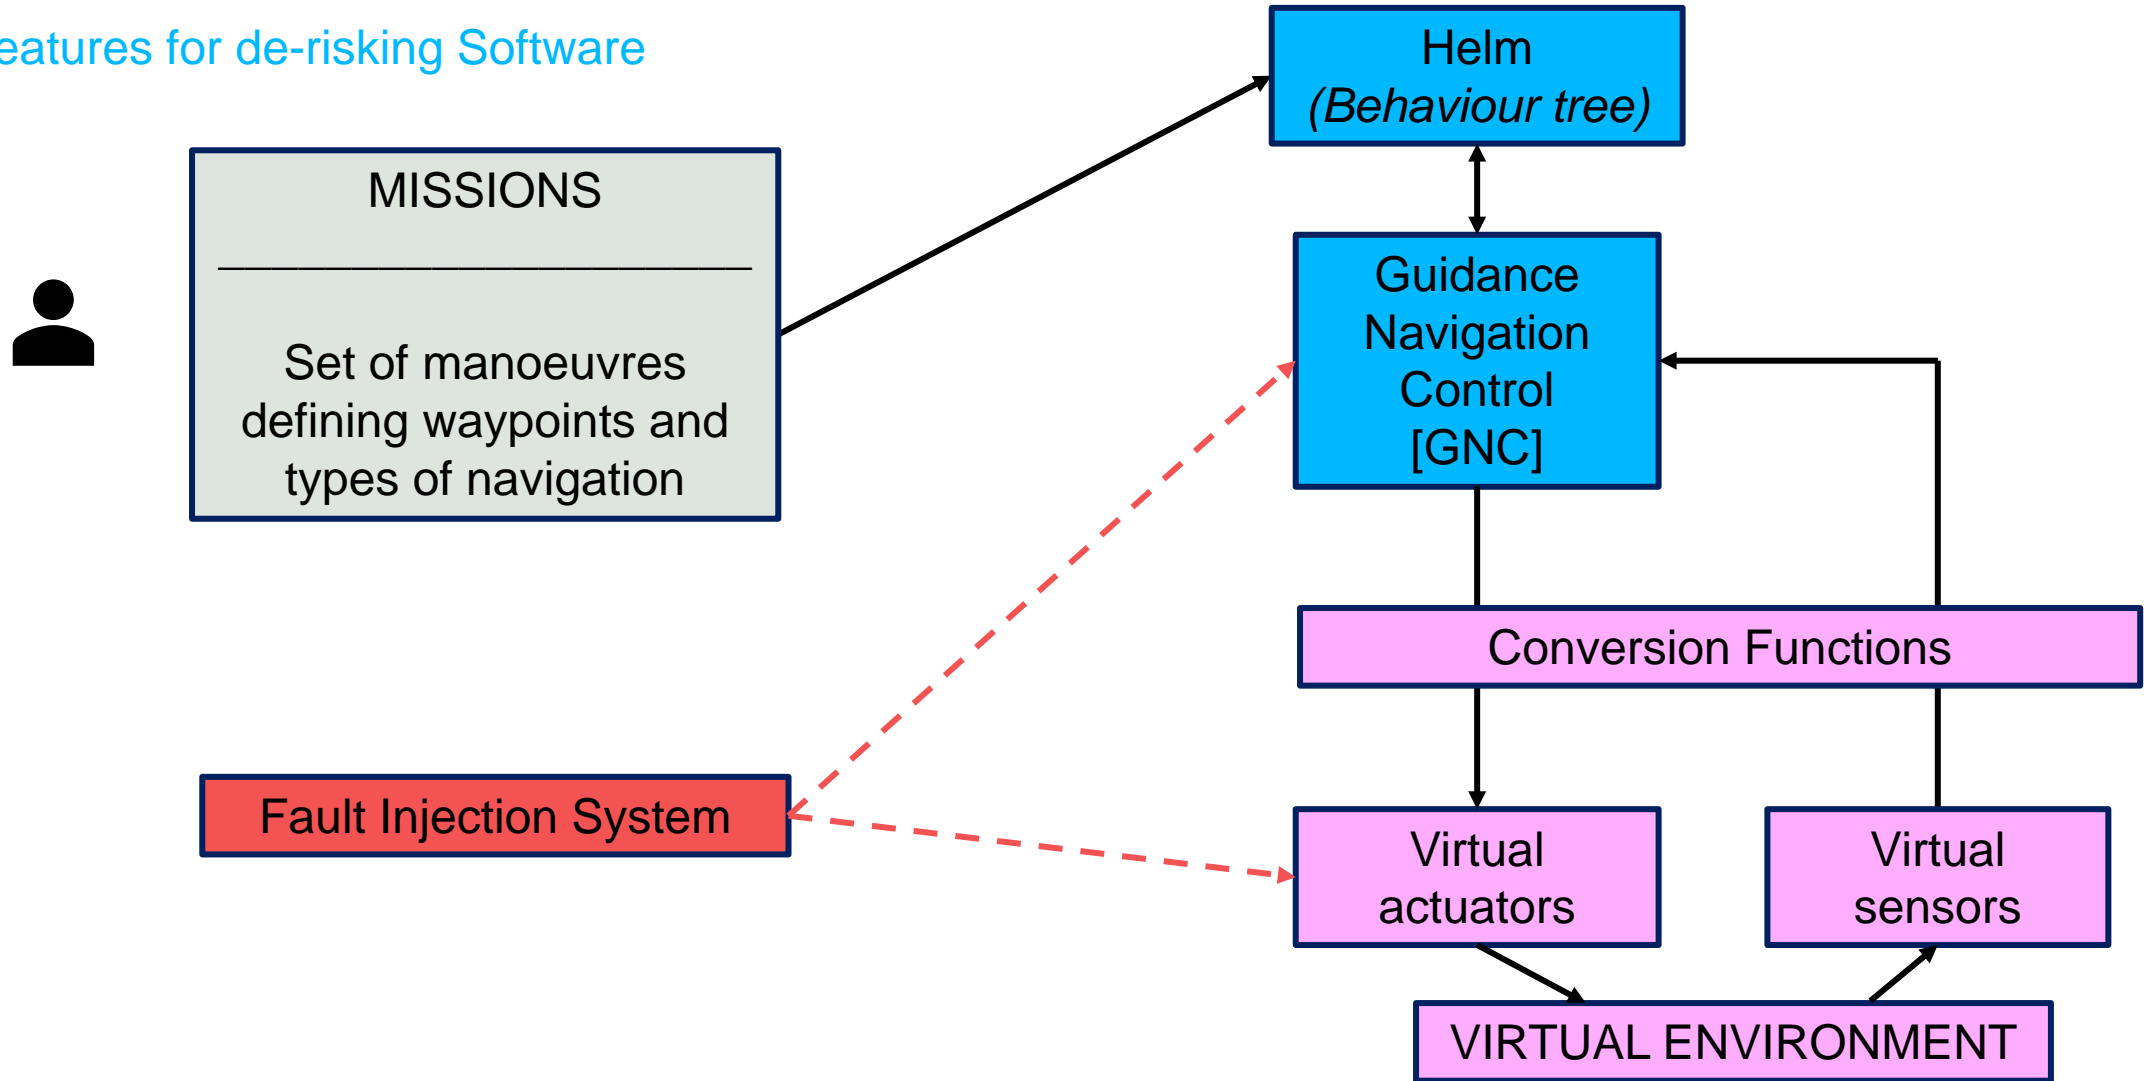 eatures for de-risking Software
Helm
(Behaviour tree)
MISSIONS
Set of manoeuvres
defining waypoints and
types of navigation
Guidance
Navigation
Control
[GNC]
Conversion Functions
Fault Injection System
Virtual
actuators
Virtual
sensors
VIRTUAL ENVIRONMENT